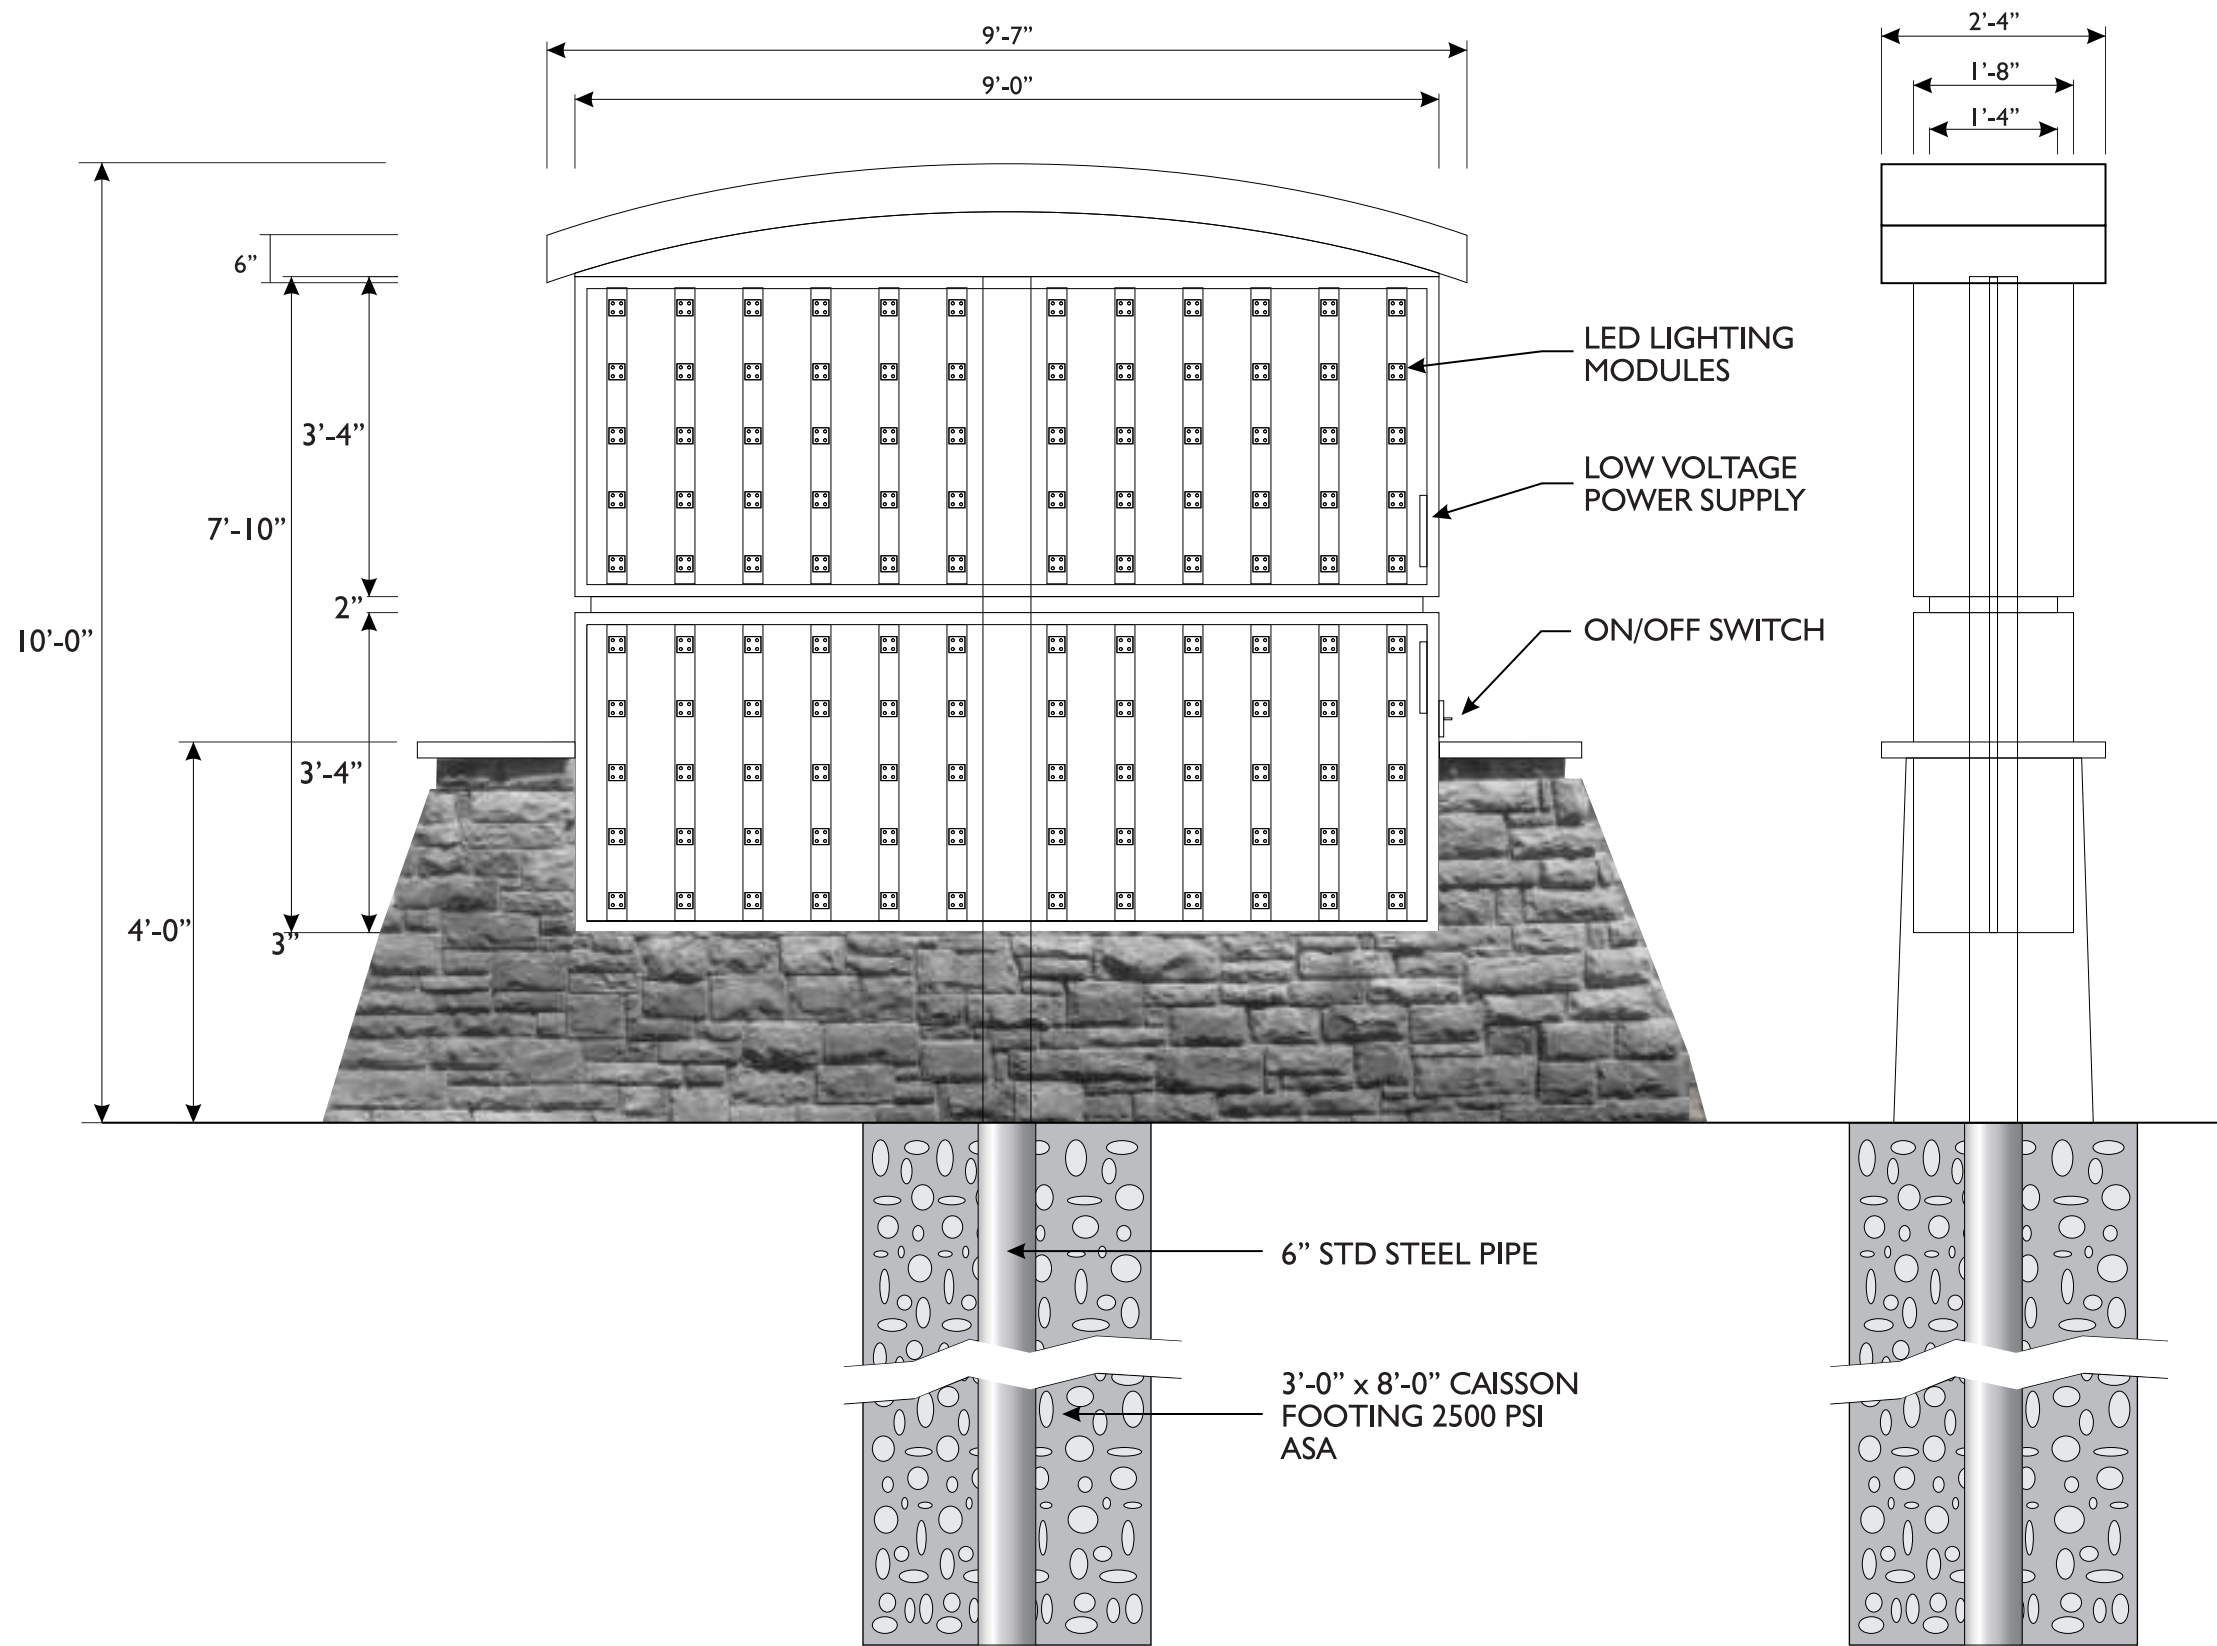 9’-7”
9’-0”
2’-4”
1’-8”
1’-4”
6”
LED LIGHTING
MODULES
3’-4”
LOW VOLTAGE
POWER SUPPLY
7’-10”
2”
10’-0”
ON/OFF SWITCH
3’-4”
4’-0”
3”
6” STD STEEL PIPE
3’-0” x 8’-0” CAISSON
FOOTING 2500 PSI
ASA